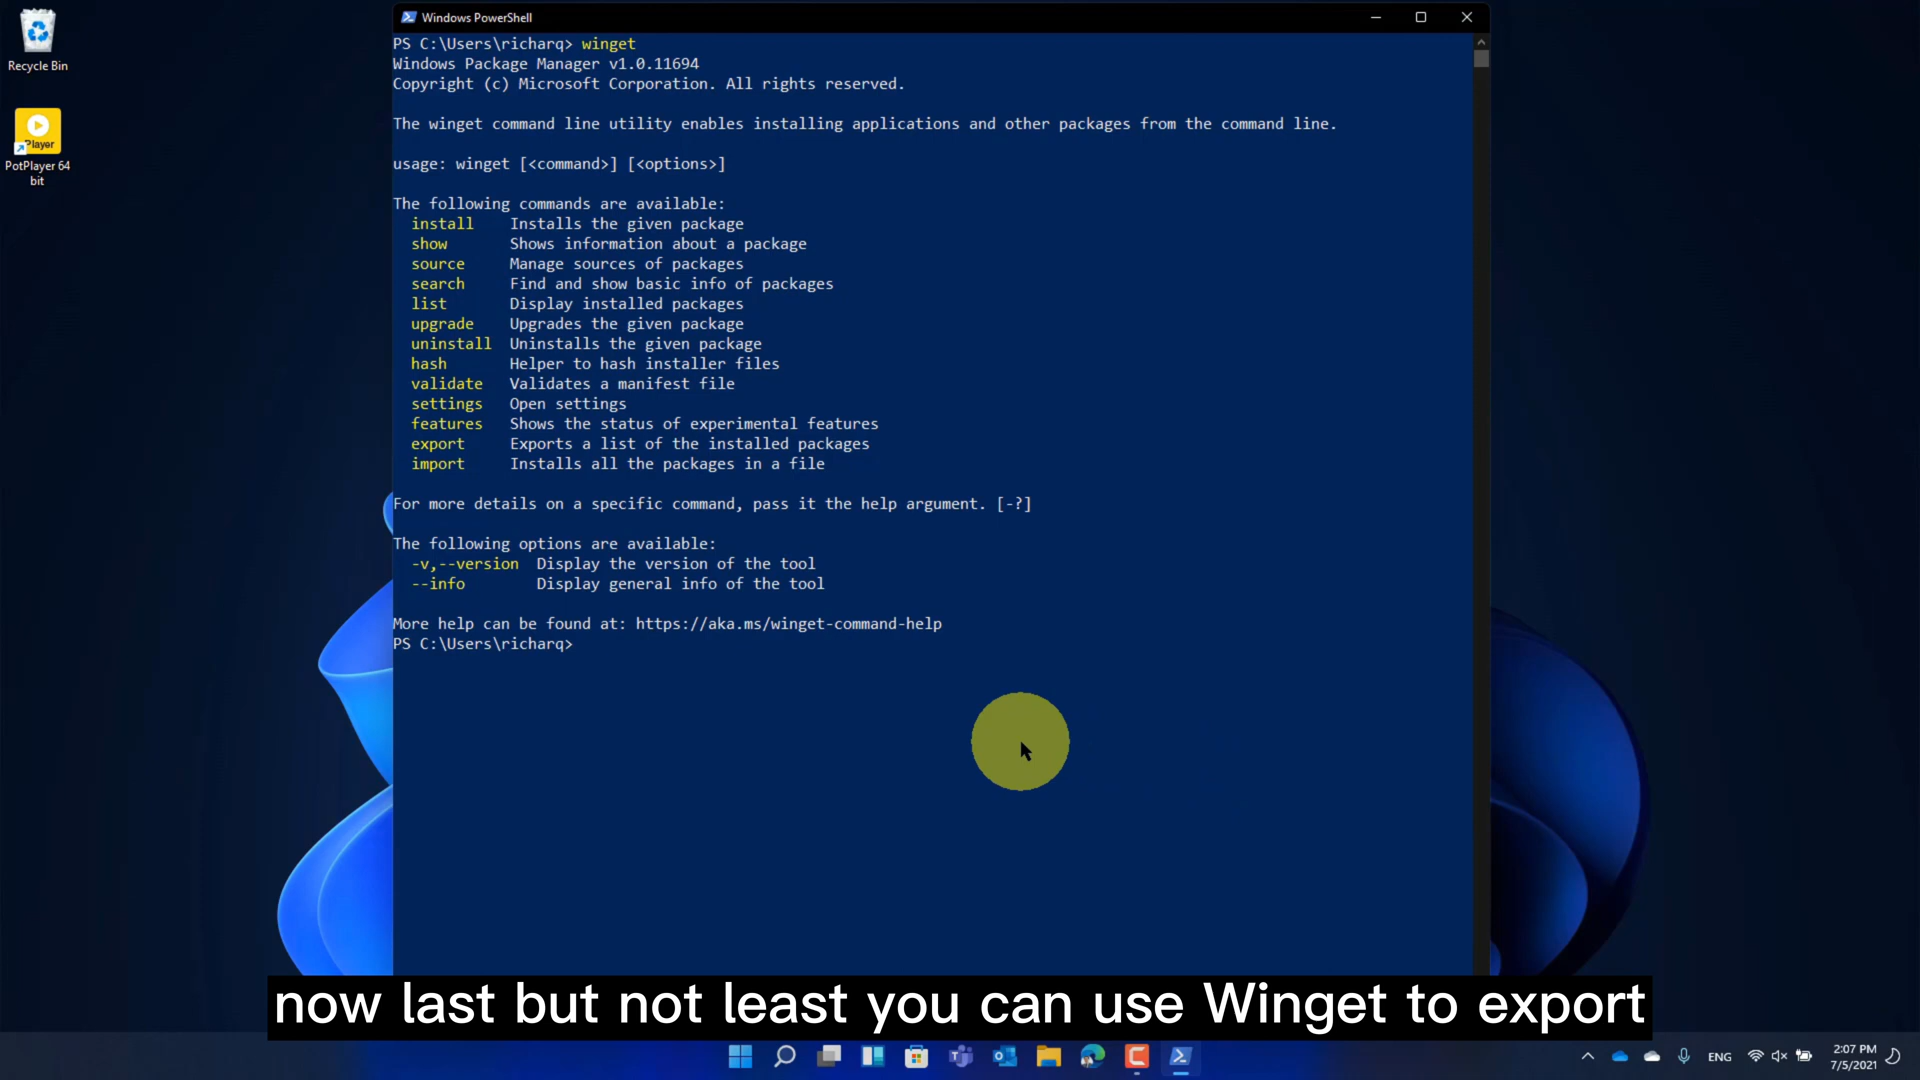 Windows PowerShell
Recycle Bin
Player
PotPlayer 64
bit
PS C:\Users\richarq> winget
Windows Package Manager v1.0.11694
Copyright (c) Microsoft Corporation. All rights reserved.
The winget command line utility enables installing applications and other packages from the command line.
usage: winget [<command>] [<options>]
The following commands are available:
install Installs the given package
show Shows information about a package
source Manage sources of packages
search Find and show basic info of packages
list Display installed packages
upgrade Upgrades the given package
uninstall Uninstalls the given package
hash Helper to hash installer files
validate Validates a manifest file
settings Open settings
features Shows the status of experimental features
export Exports a list of the installed packages
import Installs all the packages in a file
For more details on a specific command, pass it the help argument. [-?]
The following options are available:
-v,--version Display the version of the tool
--info Display general info of the tool
More help can be found at: https://aka.ms/winget-command-help
PS C:\Users\richarq>
now last but not least you can use Winget to export
ENG
2:07 PM
7/5/2021